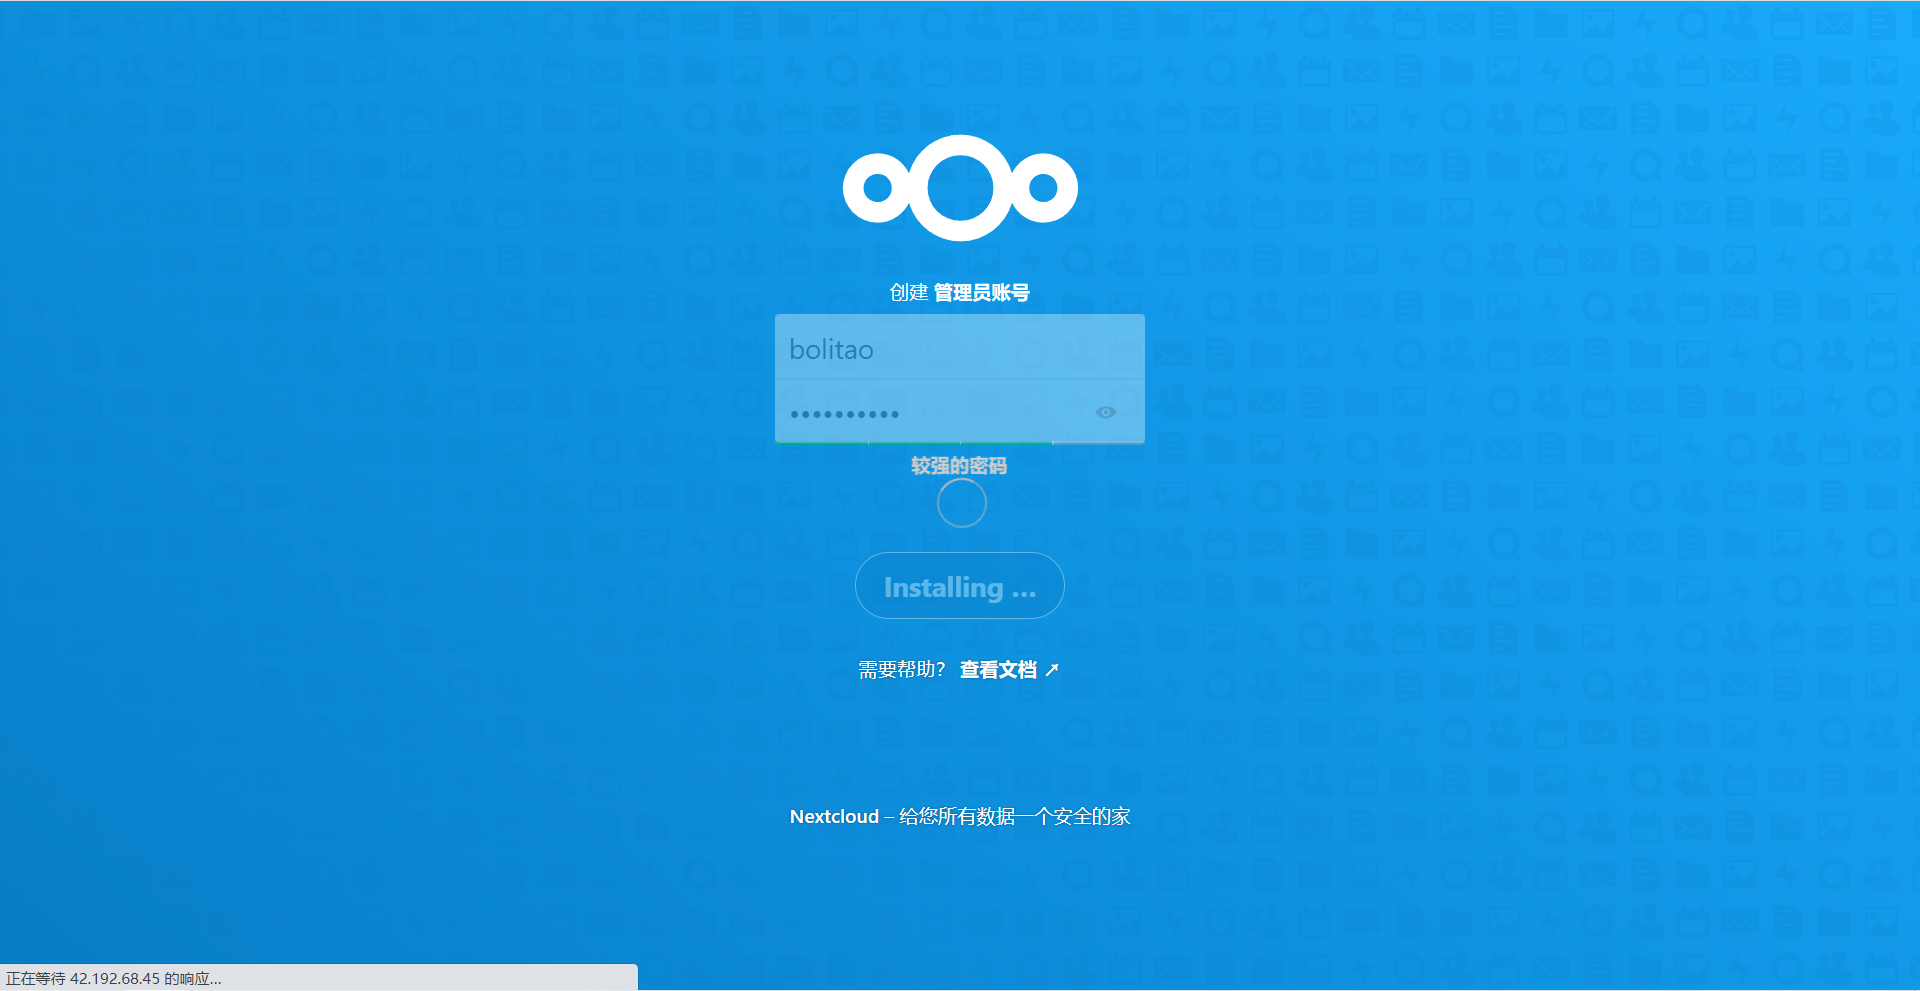 创建 管理员账号
bolitao
••••••••••
较强的密码
Installing ...
需要帮助？ 查看文档 ↗
Nextcloud – 给您所有数据一个安全的家
正在等待 42.192.68.45 的响应...